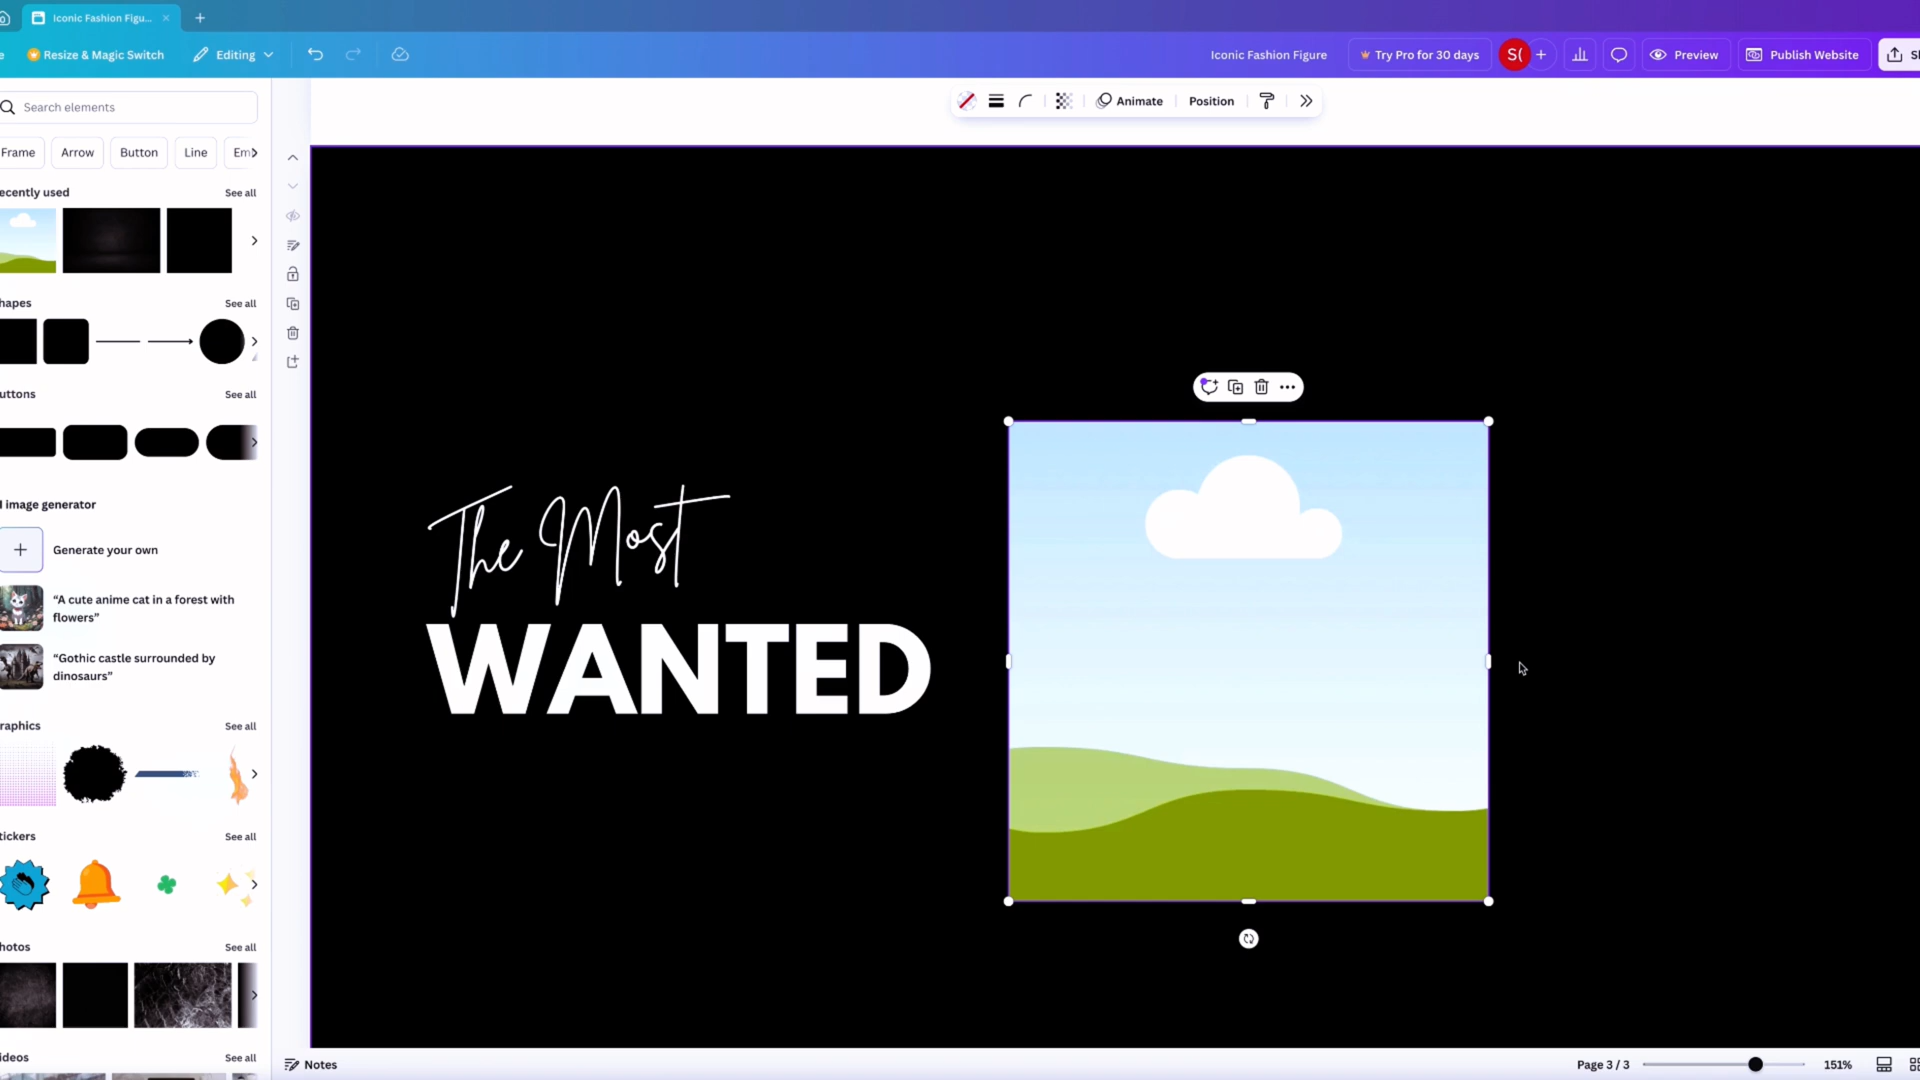 Iconic Fashion Figu...
e
Resize & Magic Switch
Editing
Iconic Fashion Figure
Try Pro for 30 days
S(
Preview
Publish Website
Search elements
Frame
Arrow
Button
Line
Em
Animate
Position
ecently used
See all
hapes
See all
uttons
See all
I image generator
Generate your own
“A cute anime cat in a forest with
flowers”
“Gothic castle surrounded by
dinosaurs”
raphics
See all
tickers
See all
hotos
See all
ideos
See all
The Most
WANTED
Notes
Page 3 / 3
151%